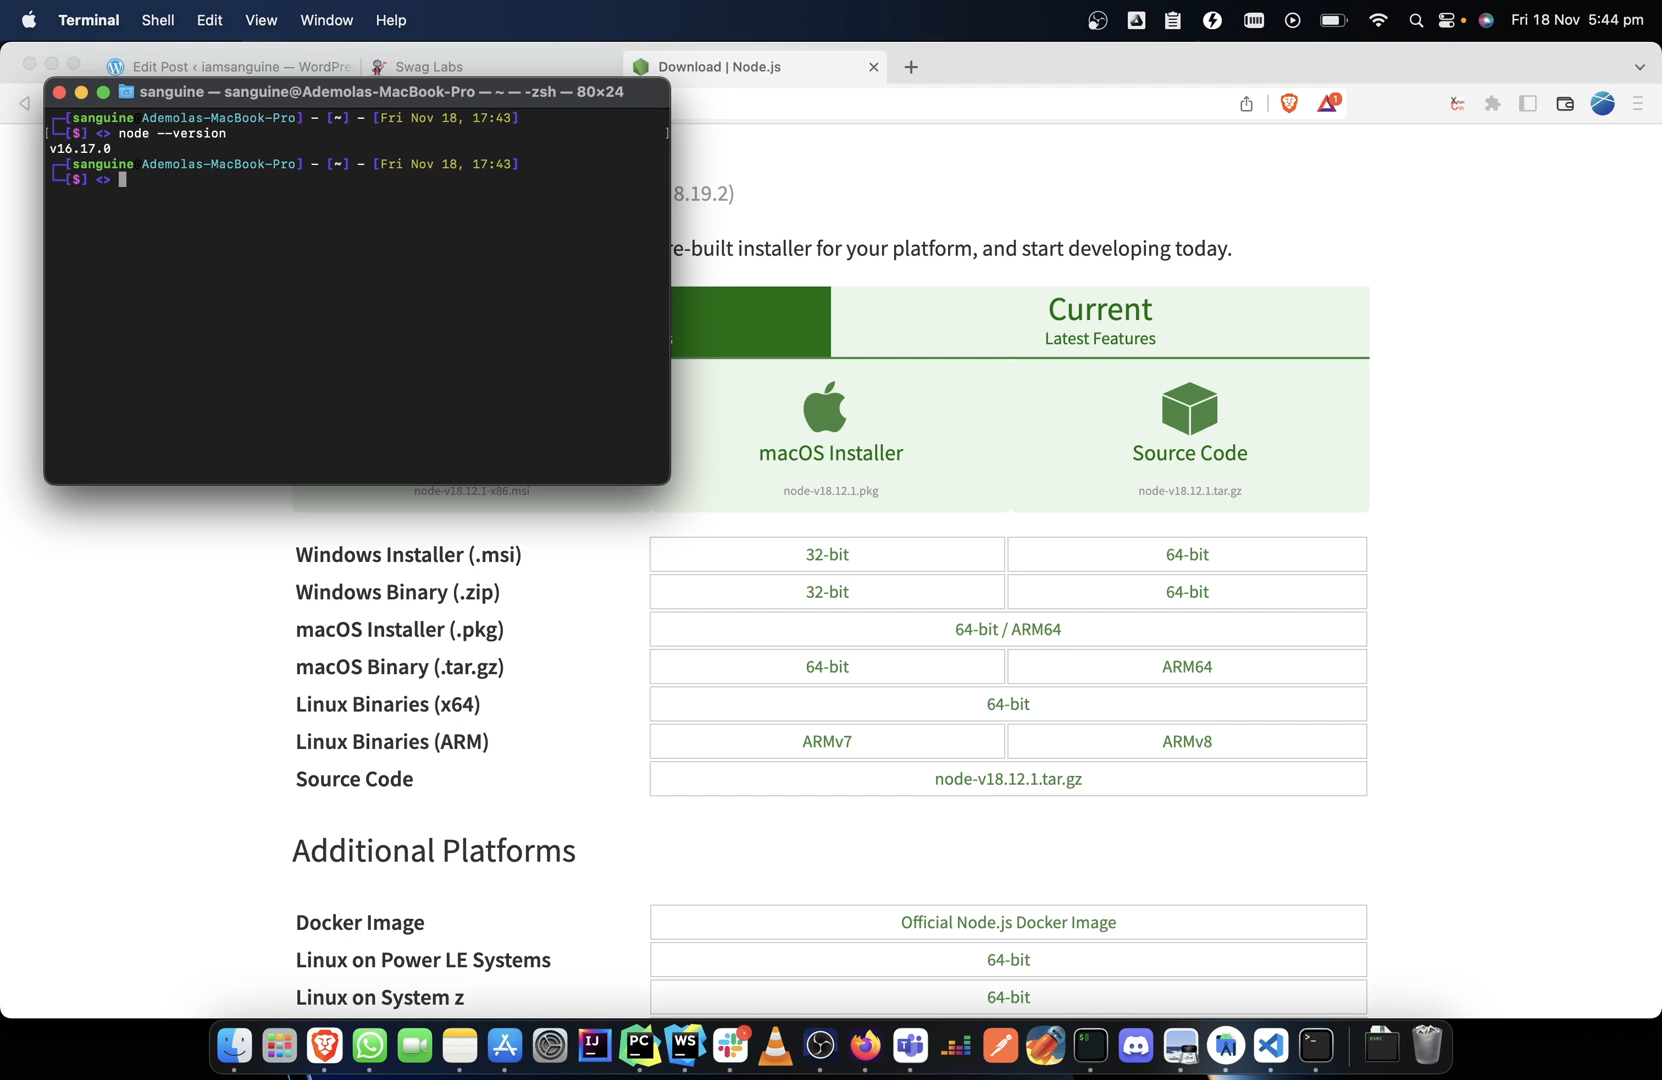 Terminal Shell Edit View Window Help
Fri 18 Nov 5:44 pm
Edit Post ‹ iamsanguine — WordPre
Swag Labs
Download | Node.js
sanguine — sanguine@Ademolas-MacBook-Pro — ~ — -zsh — 80×24
[sanguine Ademolas-MacBook-Pro] - [~] - [Fri Nov 18, 17:43]
[$] <> node --version
v16.17.0
[sanguine Ademolas-MacBook-Pro] - [~] - [Fri Nov 18, 17:43]
[$] <>
8.19.2)
e-built installer for your platform, and start developing today.
Current
Latest Features
s
macOS Installer
Source Code
node-v18.12.1-x86.msi
node-v18.12.1.pkg
node-v18.12.1.tar.gz
Windows Installer (.msi) 32-bit 64-bit
Windows Binary (.zip) 32-bit 64-bit
macOS Installer (.pkg) 64-bit / ARM64
macOS Binary (.tar.gz) 64-bit ARM64
Linux Binaries (x64) 64-bit
Linux Binaries (ARM) ARMv7 ARMv8
Source Code node-v18.12.1.tar.gz
Additional Platforms
Docker Image Official Node.js Docker Image
Linux on Power LE Systems 64-bit
Linux on System z 64-bit
IJ PC WS